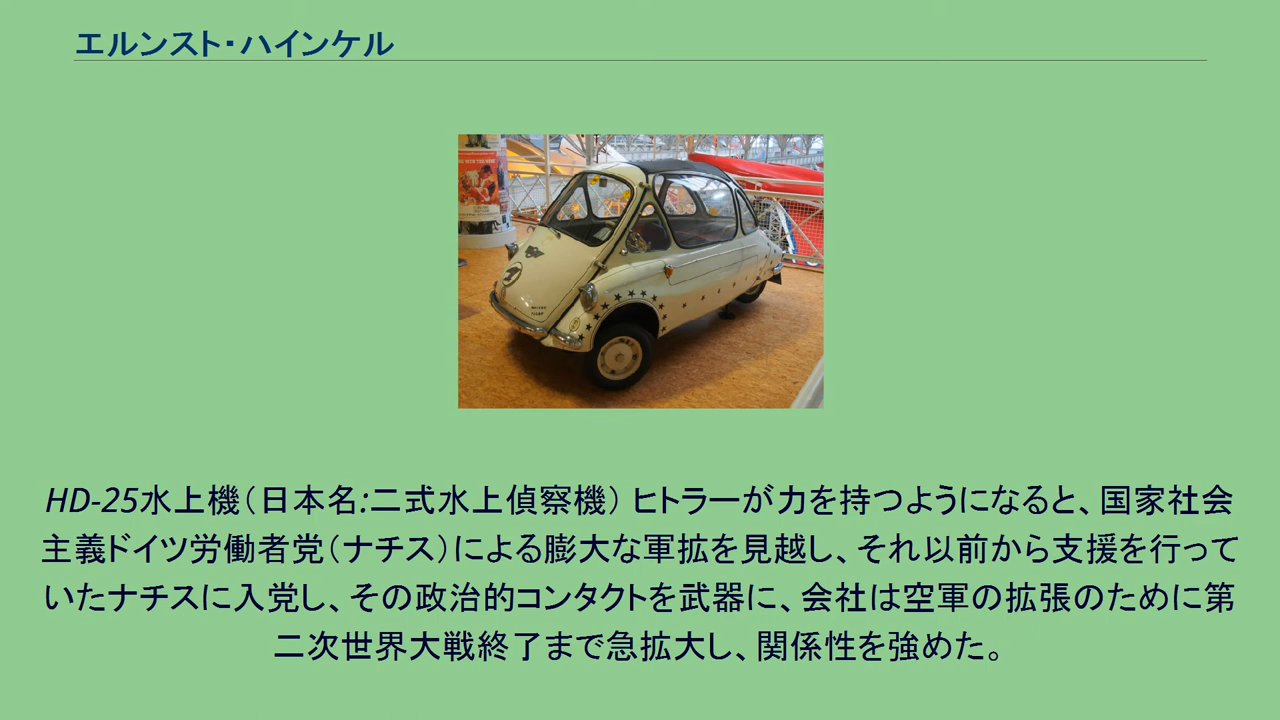 エルンスト・ハインケル
HD-25水上機（日本名:二式水上偵察機） ヒトラーが力を持つようになると、国家社会
主義ドイツ労働者党（ナチス）による膨大な軍拡を見越し、それ以前から支援を行って
いたナチスに入党し、その政治的コンタクトを武器に、会社は空軍の拡張のために第
二次世界大戦終了まで急拡大し、関係性を強めた。